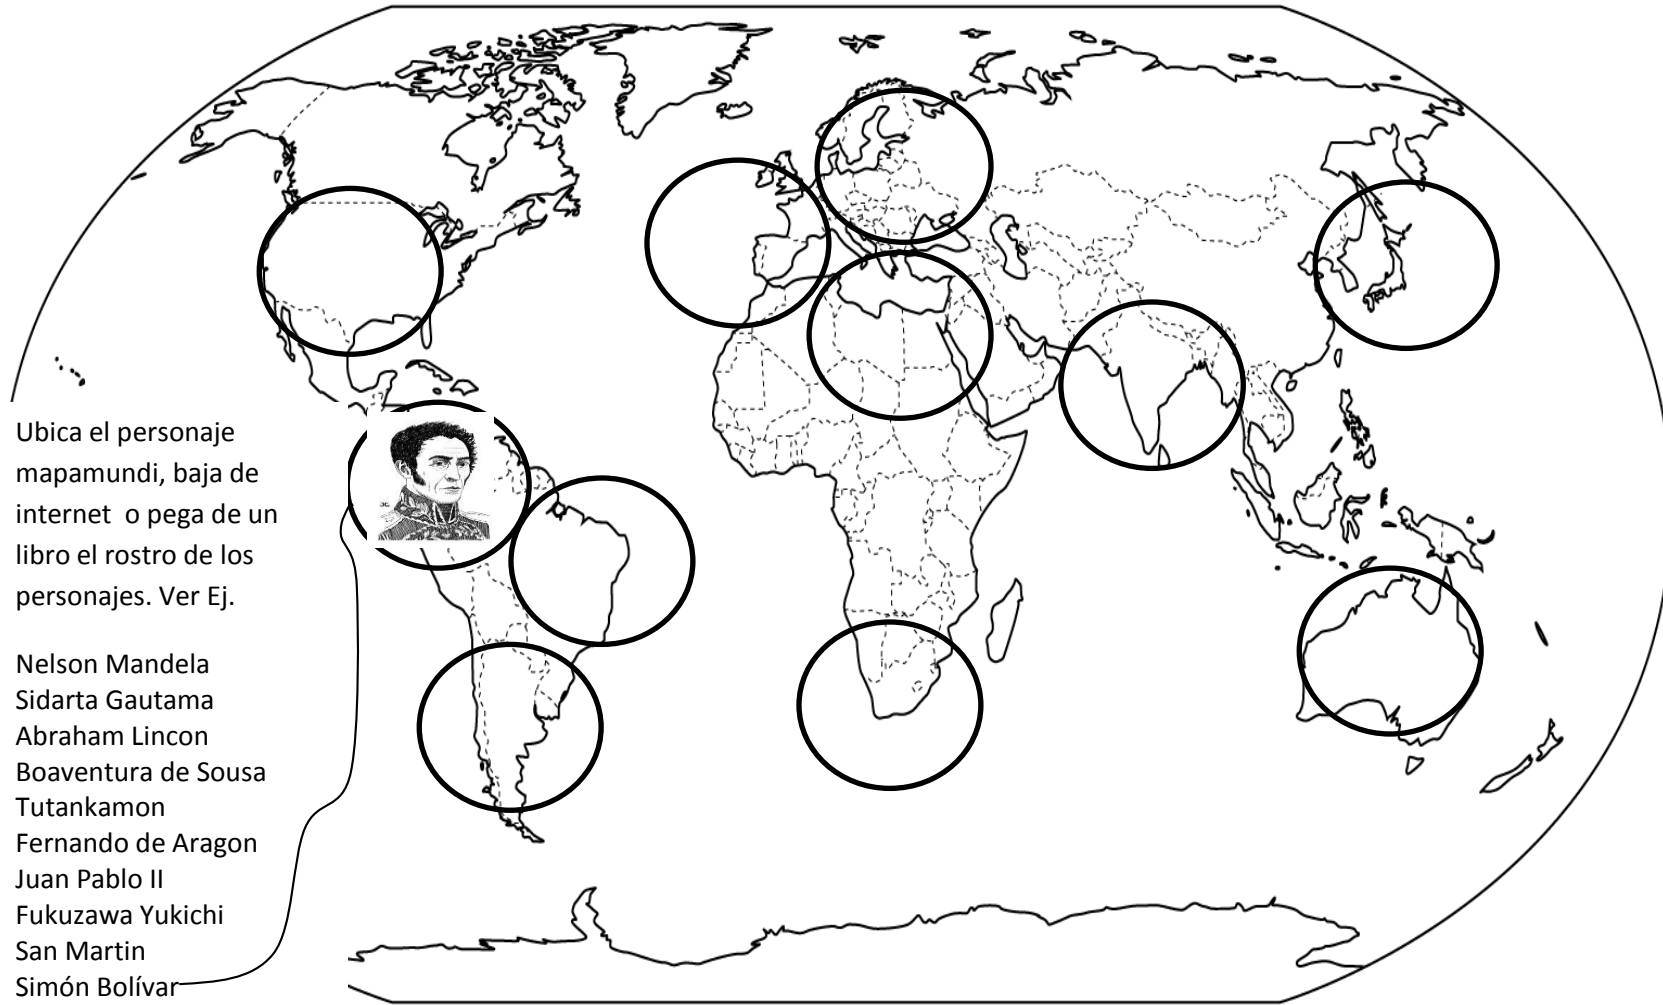 Ubica el personaje
mapamundi, baja de
internet o pega de un
libro el rostro de los
personajes. Ver Ej.
Nelson Mandela
Sidarta Gautama
Abraham Lincon
Boaventura de Sousa
Tutankamon
Fernando de Aragon
Juan Pablo II
Fukuzawa Yukichi
San Martin
Simón Bolívar